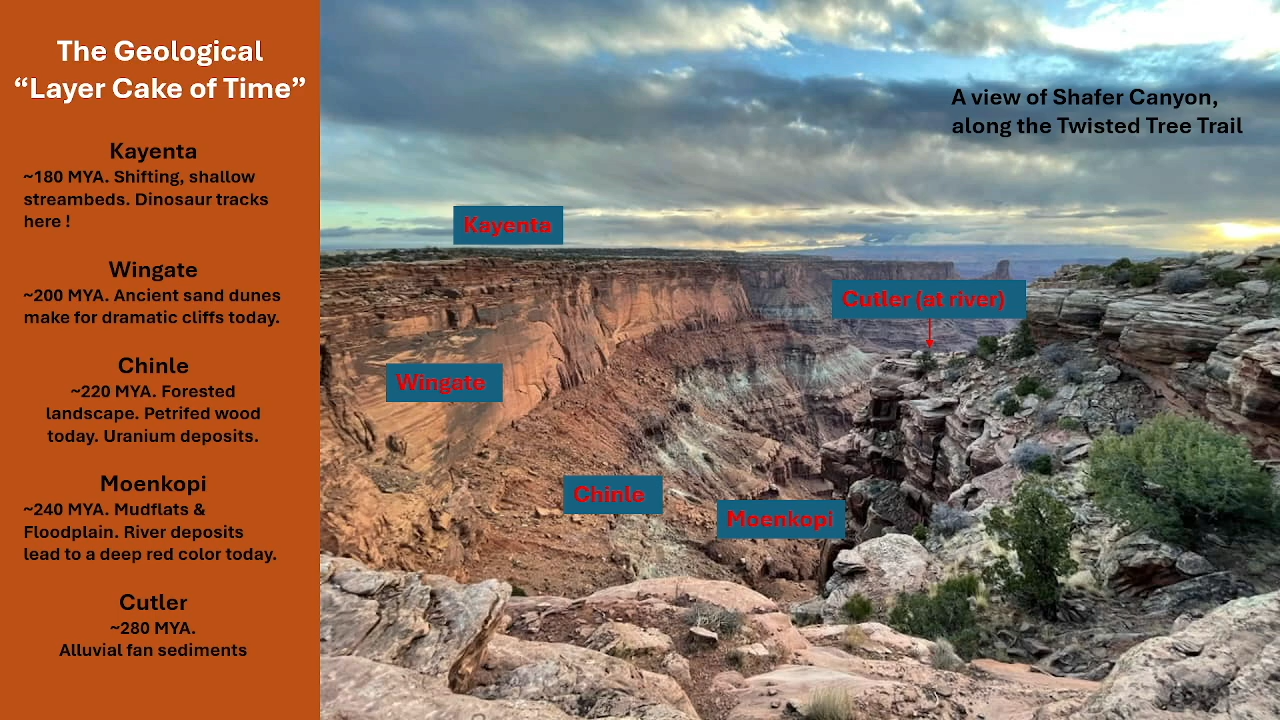 The Geological
“Layer Cake of Time”
Kayenta
~180 MYA. Shifting, shallow
streambeds. Dinosaur tracks
here !
Wingate
~200 MYA. Ancient sand dunes
make for dramatic cliffs today.
Chinle
~220 MYA. Forested
landscape. Petrifed wood
today. Uranium deposits.
Moenkopi
~240 MYA. Mudflats &
Floodplain. River deposits
lead to a deep red color today.
Cutler
~280 MYA.
Alluvial fan sediments
A view of Shafer Canyon,
along the Twisted Tree Trail
Kayenta
Cutler (at river)
Wingate
Chinle
Moenkopi